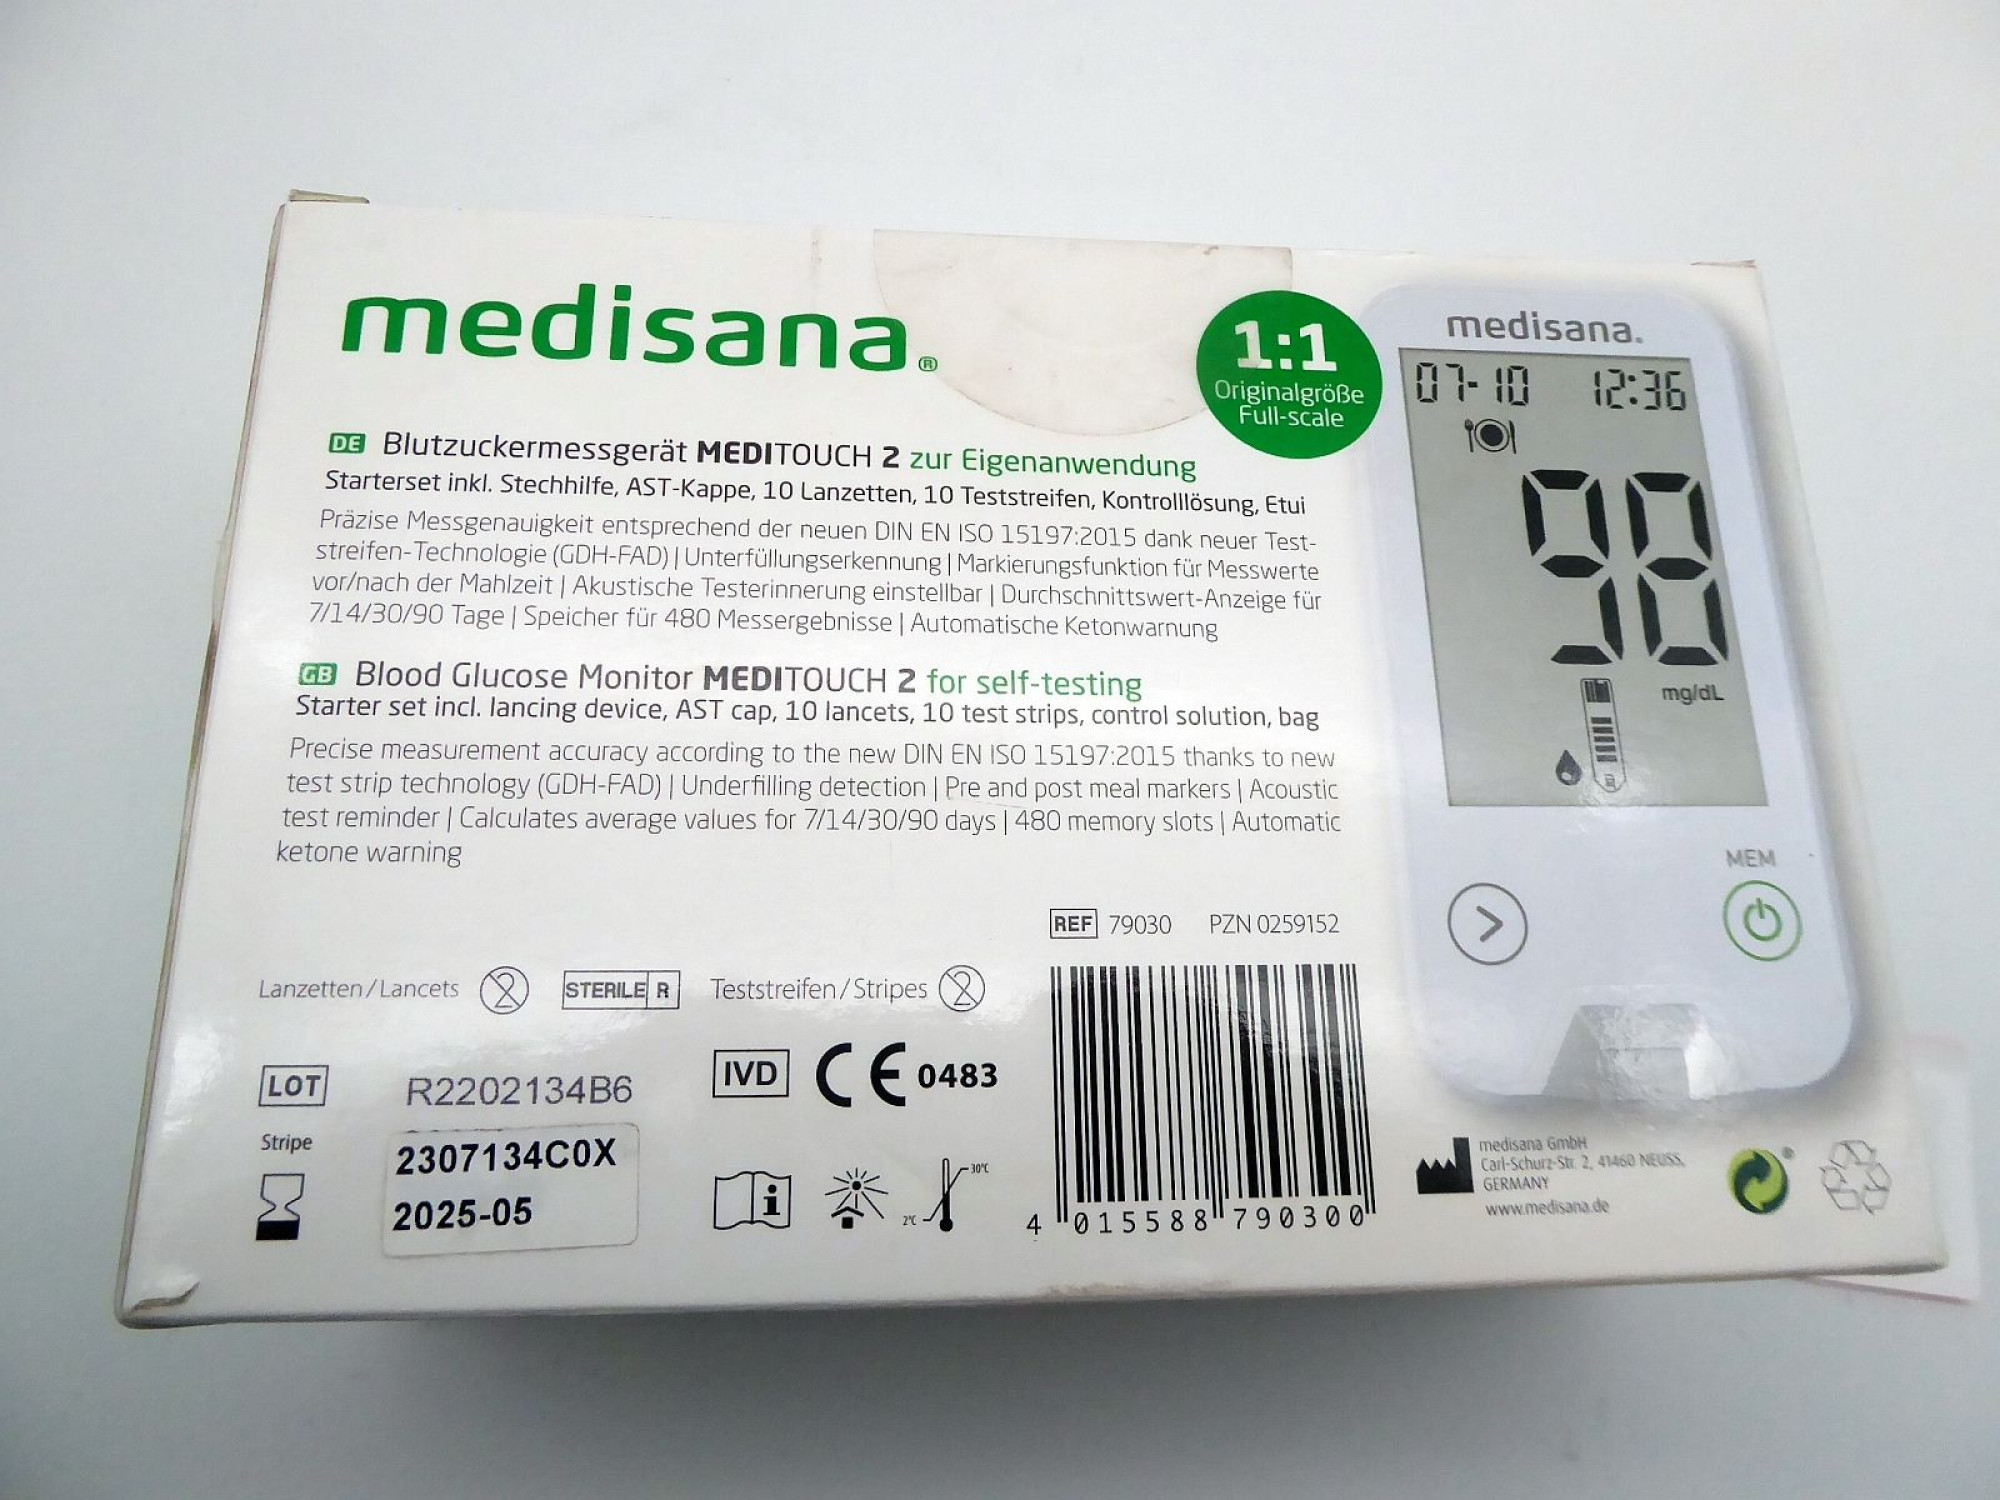 medisana®
1:1
Originalgröße
Full-scale
DE Blutzuckermessgerät MEDITOUCH 2 zur Eigenanwendung
Starterset inkl. Stechhilfe, AST-Kappe, 10 Lanzetten, 10 Teststreifen, Kontrolllösung, Etui
Präzise Messgenauigkeit entsprechend der neuen DIN EN ISO 15197:2015 dank neuer Test-
streifen-Technologie (GDH-FAD) | Unterfüllungserkennung | Markierungsfunktion für Messwerte
vor/nach der Mahlzeit | Akustische Testerinnerung einstellbar | Durchschnittswert-Anzeige für
7/14/30/90 Tage | Speicher für 480 Messergebnisse | Automatische Ketonwarnung
GB Blood Glucose Monitor MEDITOUCH 2 for self-testing
Starter set incl. lancing device, AST cap, 10 lancets, 10 test strips, control solution, bag
Precise measurement accuracy according to the new DIN EN ISO 15197:2015 thanks to new
test strip technology (GDH-FAD) | Underfilling detection | Pre and post meal markers | Acoustic
test reminder | Calculates average values for 7/14/30/90 days | 480 memory slots | Automatic
ketone warning
REF 79030 PZN 0259152
Lanzetten/Lancets 2 STERILE R Teststreifen/Stripes 2
LOT R2202134B6
IVD CE 0483
Stripe
2307134C0X
2025-05
30°C
2°C
4 015588 790300
medisana.
07-10 12:36
98
mg/dL
MEM
medisana GmbH
Carl-Schurz-Str. 2, 41460 NEUSS,
GERMANY
www.medisana.de